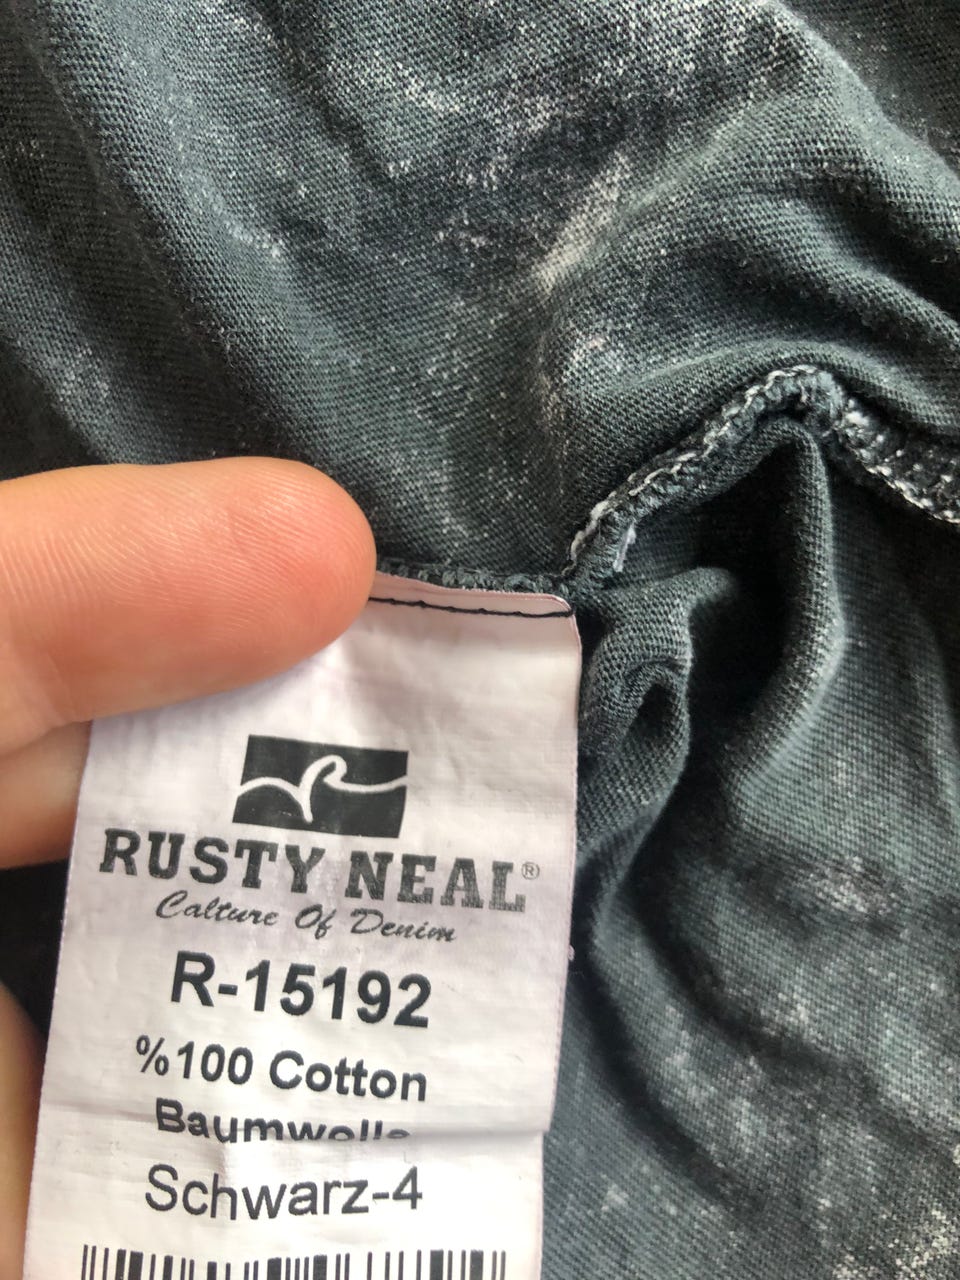 RUSTY NEAL®
Calture Of Denim
R-15192
%100 Cotton
Baumwolle
Schwarz-4